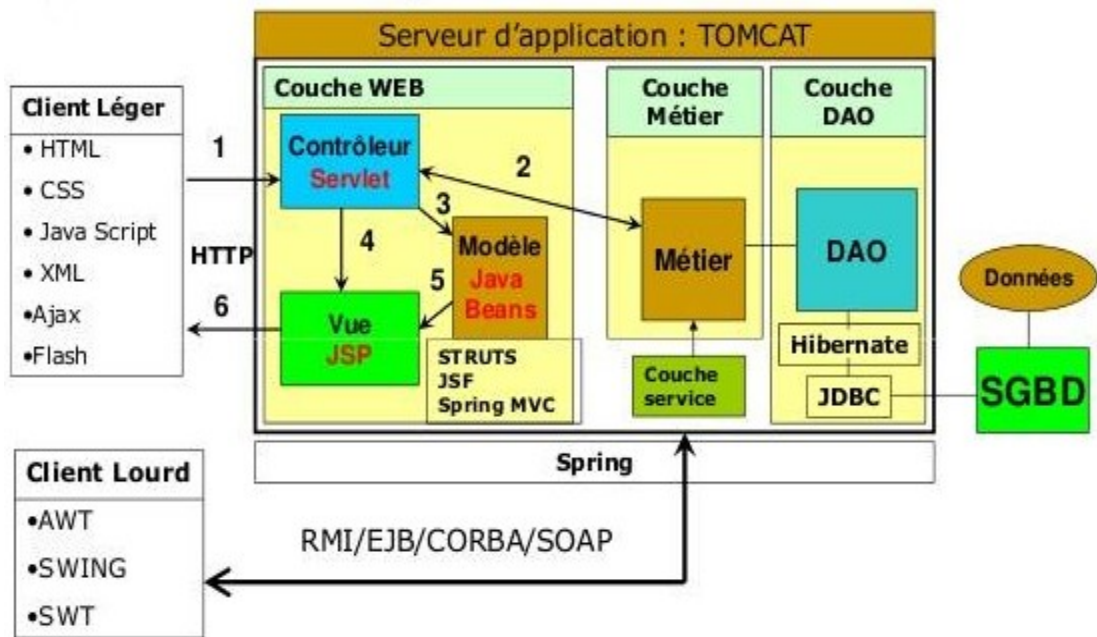 Serveur d'application : TOMCAT
Client Léger
• HTML
• CSS
• Java Script
• XML
•Ajax
•Flash
1
HTTP
6
Couche WEB
Contrôleur
Servlet
2
3
4
Modèle
Java
Beans
5
Vue
JSP
STRUTS
JSF
Spring MVC
Couche
Métier
Métier
Couche
service
Couche
DAO
DAO
Hibernate
JDBC
Données
SGBD
Spring
Client Lourd
•AWT
•SWING
•SWT
RMI/EJB/CORBA/SOAP